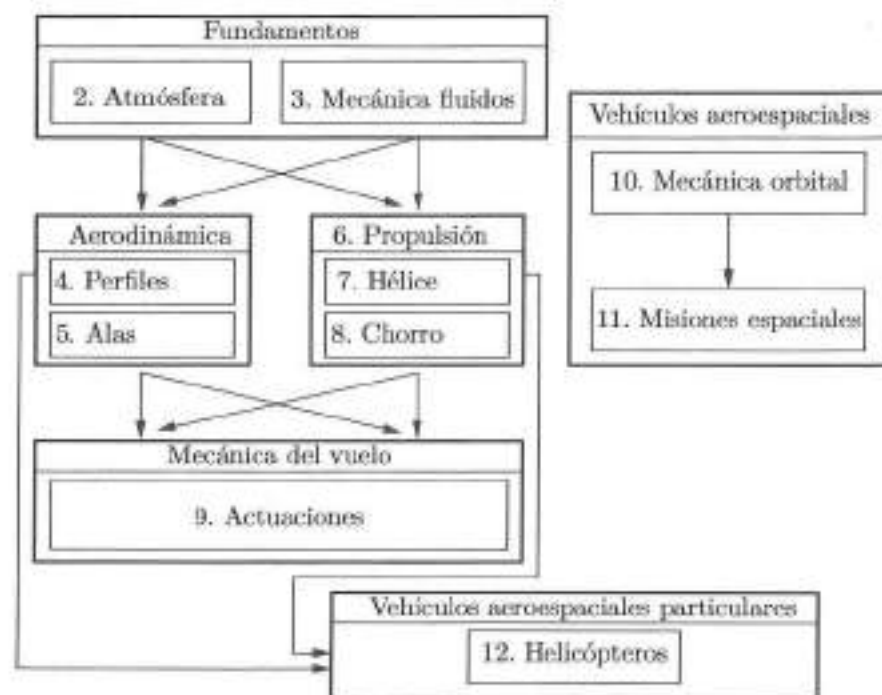 Fundamentos
2. Atmósfera
3. Mecánica fluidos
Vehículos aeroespaciales
10. Mecánica orbital
11. Misiones espaciales
Aerodinámica
4. Perfiles
5. Alas
6. Propulsión
7. Hélice
8. Chorro
Mecánica del vuelo
9. Actuaciones
Vehículos aeroespaciales particulares
12. Helicópteros